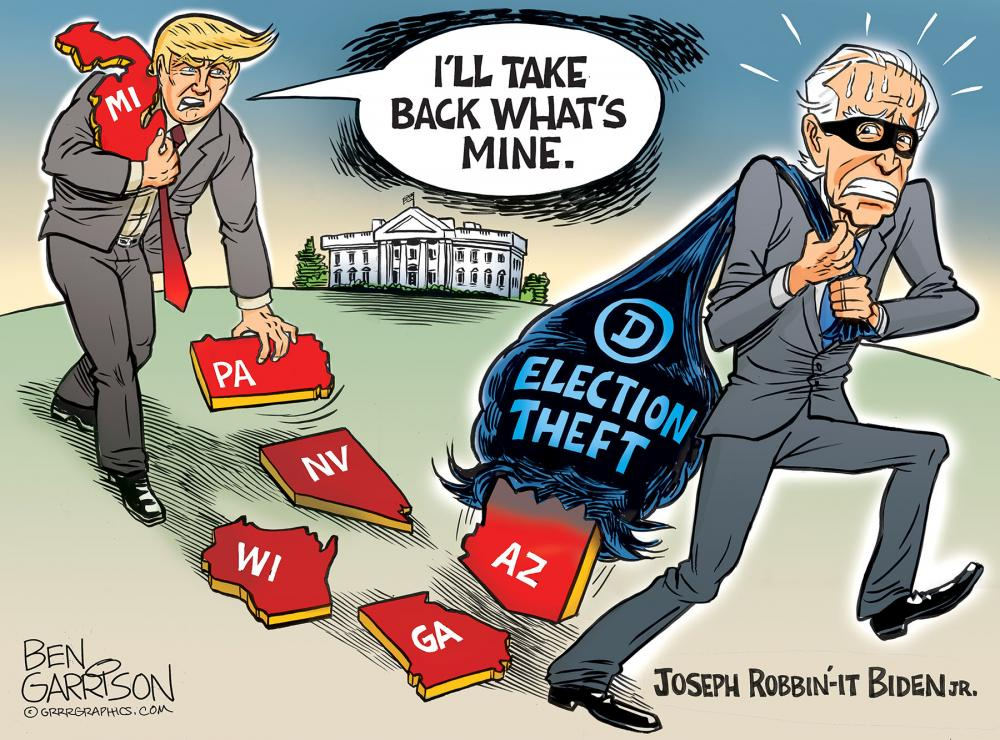 I'LL TAKE
BACK WHAT'S
MINE.
MI
PA
NV
WI
GA
AZ
D
ELECTION
THEFT
BEN
GARRISON
© GRRRGRAPHICS.COM
JOSEPH ROBBIN'-IT BIDEN JR.